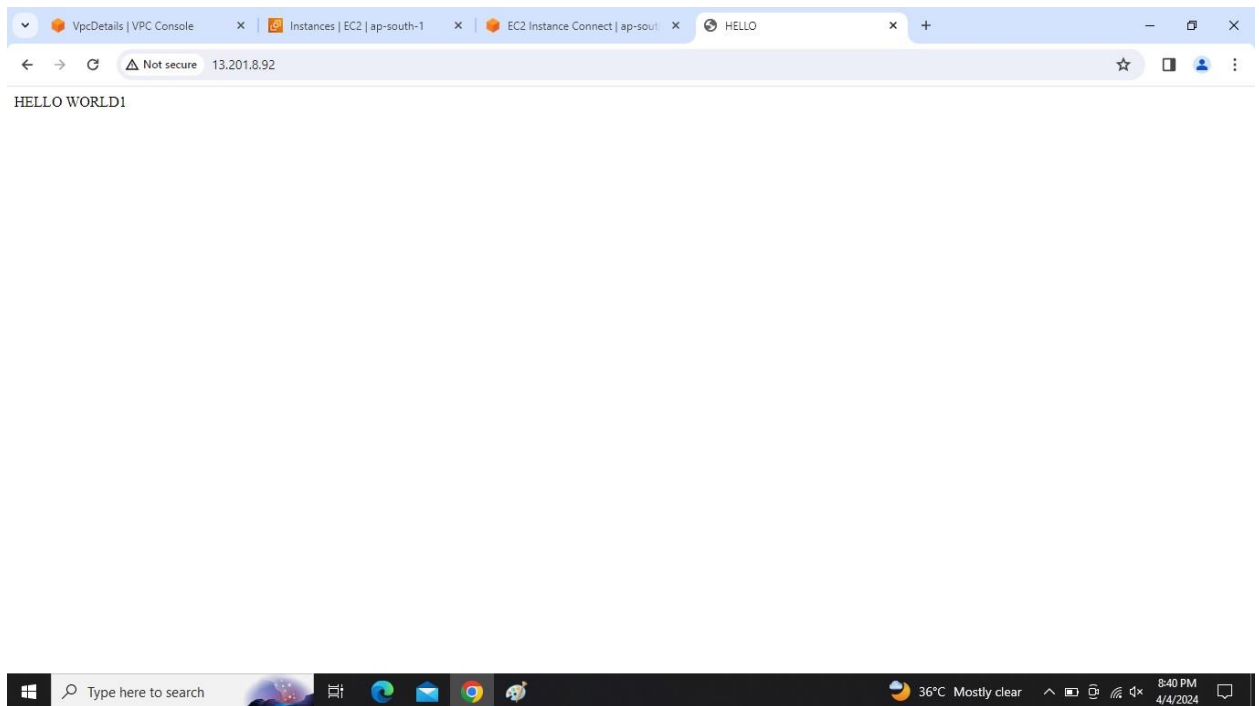 VpcDetails | VPC Console
Instances | EC2 | ap-south-1
EC2 Instance Connect | ap-sout
HELLO
Not secure 13.201.8.92
HELLO WORLD1
Type here to search
36°C Mostly clear
8:40 PM
4/4/2024